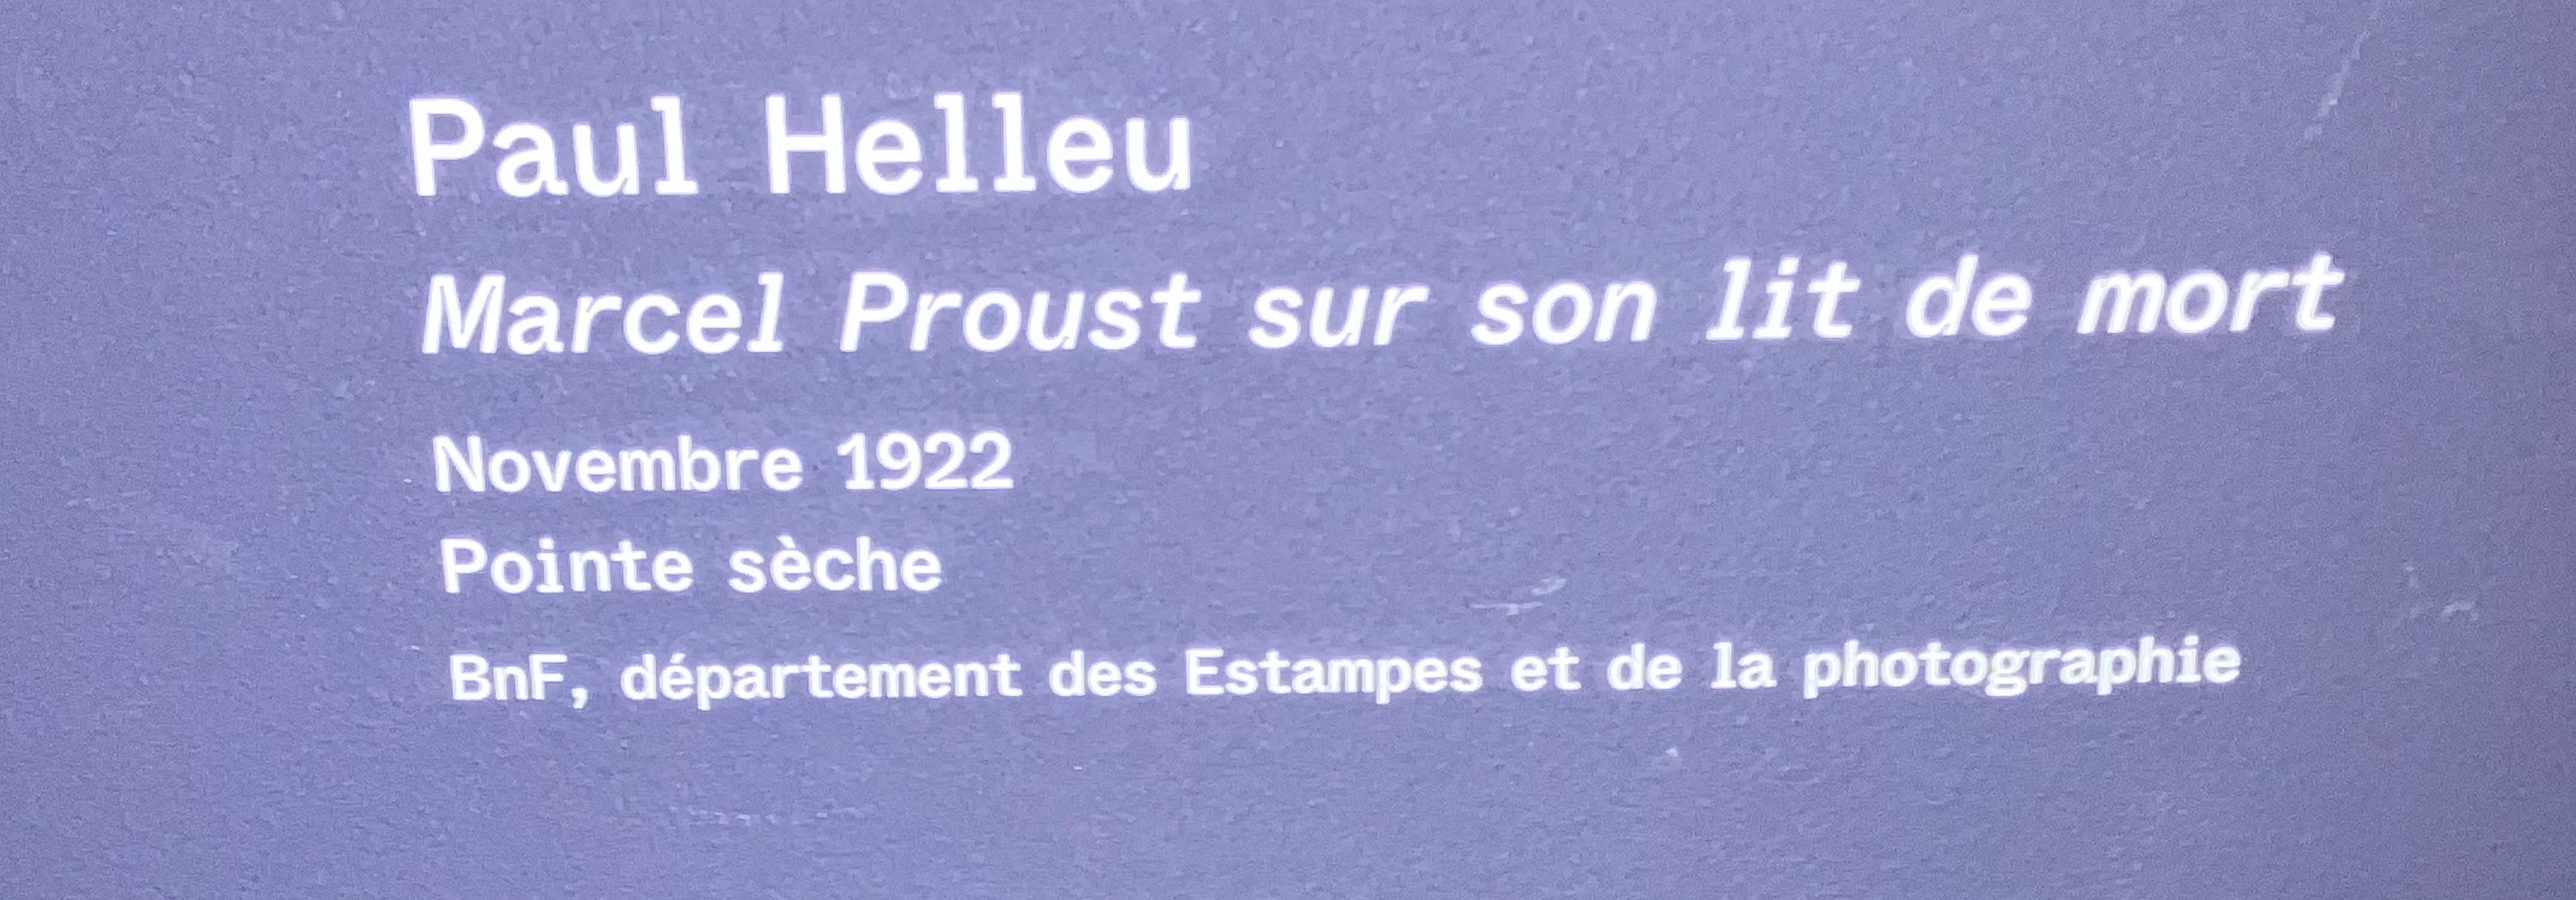 Paul Helleu
Marcel Proust sur son lit de mort
Novembre 1922
Pointe sèche
BnF, département des Estampes et de la photographie